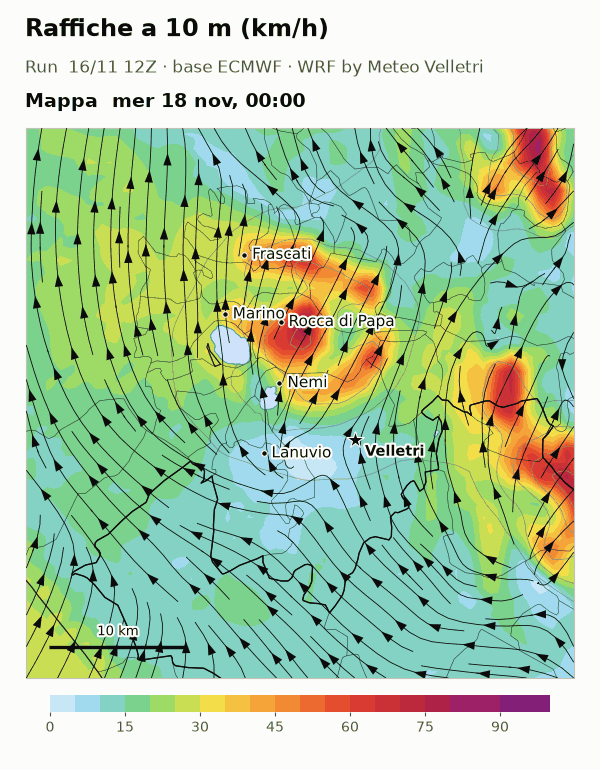 Raffiche a 10 m (km/h)
Run 16/11 12Z · base ECMWF · WRF by Meteo Velletri
Mappa mer 18 nov, 00:00
Frascati
Marino
Rocca di Papa
Nemi
Velletri
Lanuvio
10 km
0 15 30 45 60 75 90